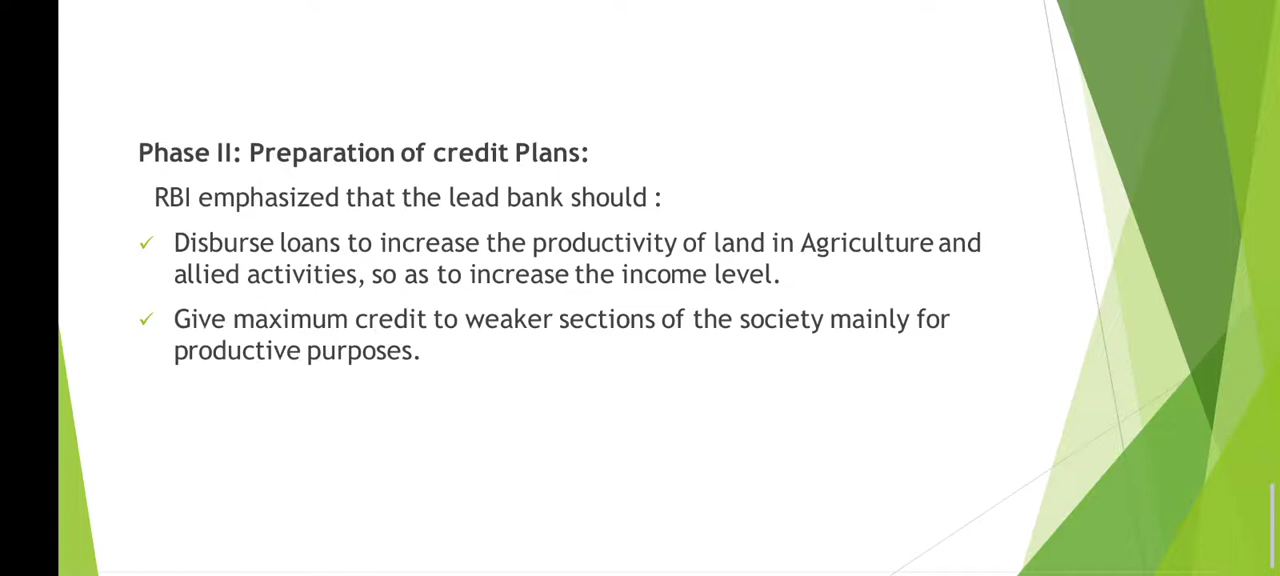 Phase II: Preparation of credit Plans:
RBI emphasized that the lead bank should :
✓ Disburse loans to increase the productivity of land in Agriculture and
allied activities, so as to increase the income level.
✓ Give maximum credit to weaker sections of the society mainly for
productive purposes.